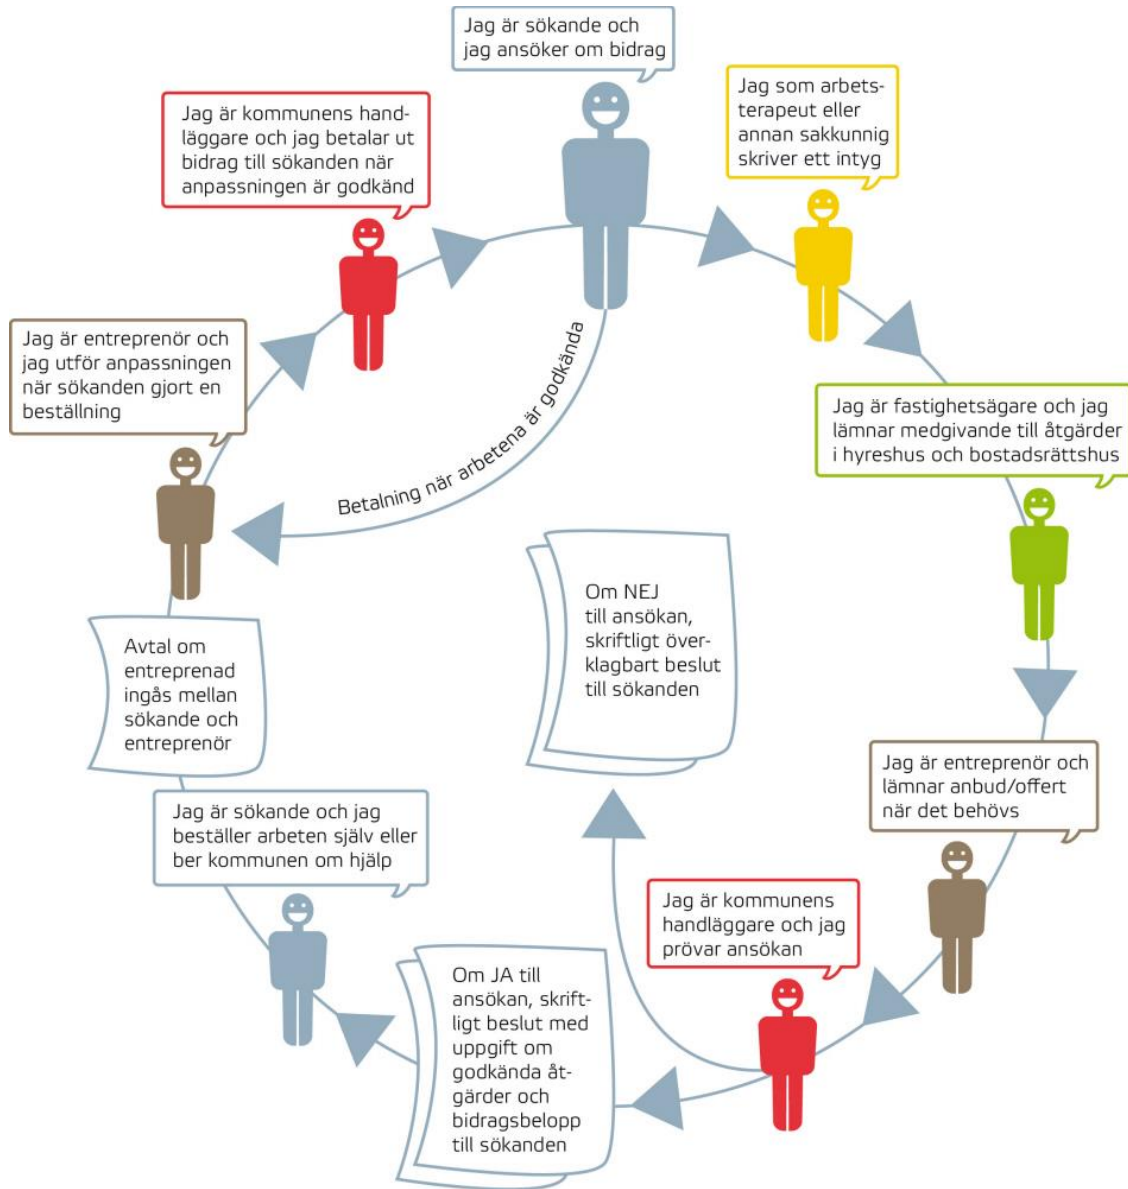 Jag är sökande och
jag ansöker om bidrag
Jag som arbets-
terapeut eller
annan sakkunnig
skriver ett intyg
Jag är fastighetsägare och jag
lämnar medgivande till åtgärder
i hyreshus och bostadsrättshus
Jag är entreprenör och
lämnar anbud/offert
när det behövs
Jag är kommunens
handläggare och jag
prövar ansökan
Om NEJ
till ansökan,
skriftligt över-
klagbart beslut
till sökanden
Om JA till
ansökan, skrift-
ligt beslut med
uppgift om
godkända åt-
gärder och
bidragsbelopp
till sökanden
Jag är sökande och jag
beställer arbeten själv eller
ber kommunen om hjälp
Avtal om
entreprenad
ingås mellan
sökande och
entreprenör
Jag är entreprenör och
jag utför anpassningen
när sökanden gjort en
beställning
Jag är kommunens hand-
läggare och jag betalar ut
bidrag till sökanden när
anpassningen är godkänd
Betalning när arbetena är godkända